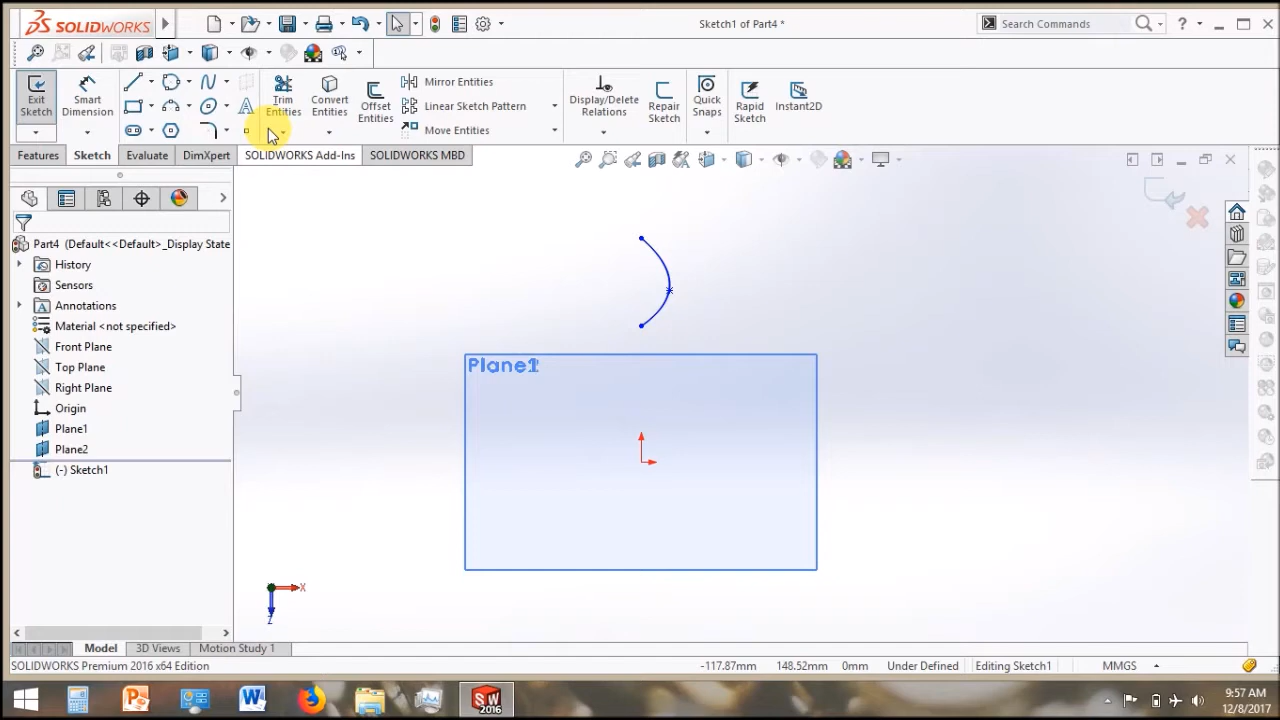 SOLIDWORKS
Sketch1 of Part4 *
Search Commands
?
Exit Sketch
Smart Dimension
Trim Entities
Convert Entities
Offset Entities
Mirror Entities
Linear Sketch Pattern
Move Entities
Display/Delete Relations
Repair Sketch
Quick Snaps
Rapid Sketch
Instant2D
Features
Sketch
Evaluate
DimXpert
SOLIDWORKS Add-Ins
SOLIDWORKS MBD
Part4 (Default<<Default>_Display State
History
Sensors
Annotations
Material <not specified>
Front Plane
Top Plane
Right Plane
Origin
Plane1
Plane2
(-) Sketch1
X
Z
Model
3D Views
Motion Study 1
SOLIDWORKS Premium 2016 x64 Edition
-117.87mm
148.52mm
0mm
Under Defined
Editing Sketch1
MMGS
SW
2016
9:57 AM
12/8/2017